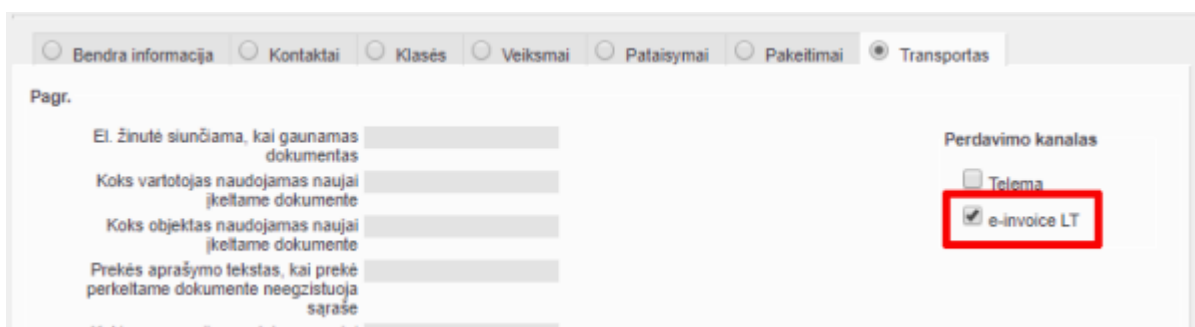 Bendra informacija Kontaktai Klasės Veiksmai Pataisymai Pakeitimai Transportas
Pagr.
El. žinutė siunčiama, kai gaunamas
dokumentas
Koks vartotojas naudojamas naujai
įkeltame dokumente
Koks objektas naudojamas naujai
įkeltame dokumente
Prekės aprašymo tekstas, kai prekė
perkeltame dokumente neegzistuoja
sąraše
Perdavimo kanalas
Telema
e-invoice LT